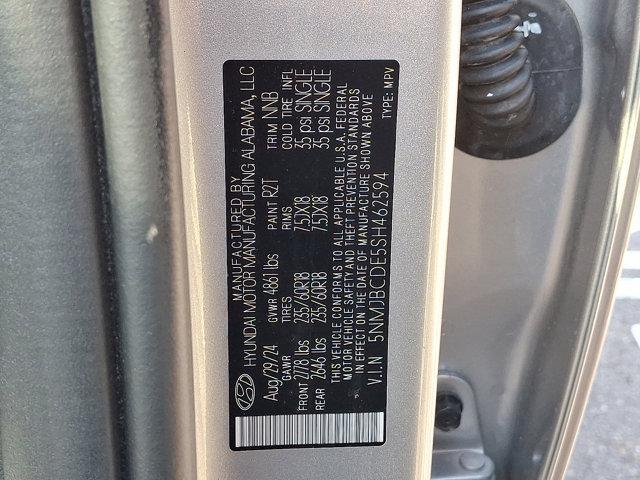 MANUFACTURED BY
HYUNDAI MOTOR MANUFACTURING ALABAMA, LLC
Aug/29/24 GVWR 4861 lbs PAINT R2T TRIM NNB
GAWR TIRES RIMS COLD TIRE INFL
FRONT 2778 lbs 235/60R18 7.5JX18 35 psi SINGLE
REAR 2646 lbs 235/60R18 7.5JX18 35 psi SINGLE
THIS VEHICLE CONFORMS TO ALL APPLICABLE U.S.A. FEDERAL
MOTOR VEHICLE SAFETY AND THEFT PREVENTION STANDARDS
IN EFFECT ON THE DATE OF MANUFACTURE SHOWN ABOVE
V.I.N 5NMJBCDE5SH462594 TYPE: MPV